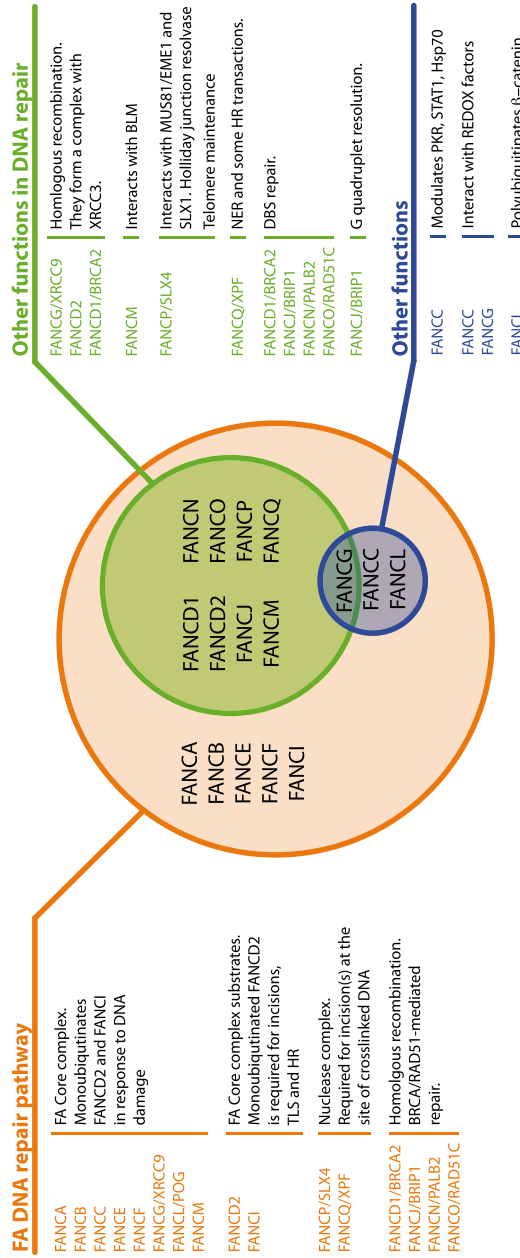 FA DNA repair pathway
FANCA
FANCB
FANCC
FANCE
FANCF
FANCG/XRCC9
FANCL/POG
FANCM
FA Core complex.
Monoubiqutinates
FANCD2 and FANCI
in response to DNA
damage
FANCD2
FANCI
FA Core complex substrates.
Monoubiqutinated FANCD2
is required for incisions,
TLS and HR
FANCP/SLX4
FANCQ/XPF
Nuclease complex.
Required for incision(s) at the
site of crosslinked DNA
FANCD1/BRCA2
FANCJ/BRIP1
FANCN/PALB2
FANCO/RAD51C
Homolgous recombination.
BRCA/RAD51-mediated
repair.
FANCA
FANCB
FANCE
FANCF
FANCI
FANCD1
FANCD2
FANCJ
FANCM
FANCN
FANCO
FANCP
FANCQ
FANCG
FANCC
FANCL
Other functions in DNA repair
FANCG/XRCC9
FANCD2
FANCD1/BRCA2
Homlogous recombination.
They form a complex with
XRCC3.
FANCM
Interacts with BLM
FANCP/SLX4
Interacts with MUS81/EME1 and
SLX1. Holliday junction resolvase
Telomere maintenance
FANCQ/XPF
NER and some HR transactions.
FANCD1/BRCA2
FANCJ/BRIP1
FANCN/PALB2
FANCO/RAD51C
DBS repair.
FANCJ/BRIP1
G quadruplet resolution.
Other functions
FANCC
Modulates PKR, STAT1, Hsp70
FANCC
FANCG
Interact with REDOX factors
FANCL
Polyubiquitinates β-catenin